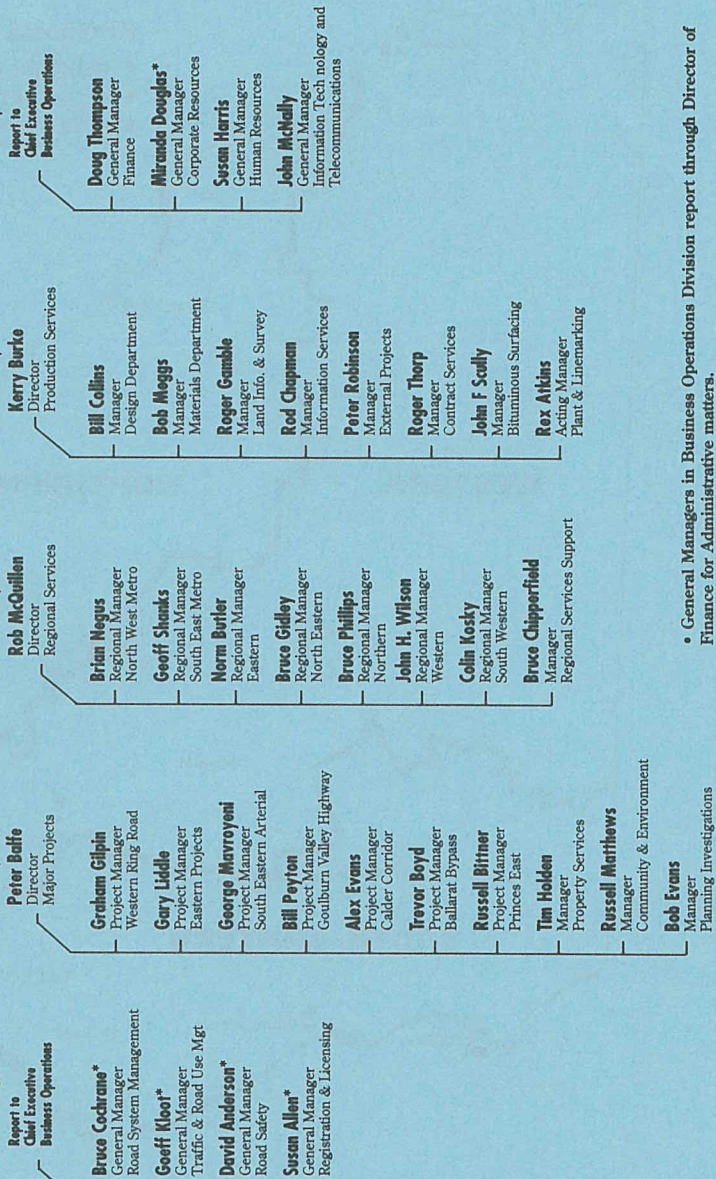 Report to
Chief Executive
Business Operations
Bruce Cochrane*
General Manager
Road System Management
Goeff Kloot*
General Manager
Traffic & Road Use Mgt
David Anderson*
General Manager
Road Safety
Susan Allen*
General Manager
Registration & Licensing
Peter Balfe
Director
Major Projects
Graham Gilpin
Project Manager
Western Ring Road
Gary Liddle
Project Manager
Eastern Projects
George Mavroyeni
Project Manager
South Eastern Arterial
Bill Peyton
Project Manager
Goulburn Valley Highway
Alex Evans
Project Manager
Calder Corridor
Trevor Boyd
Project Manager
Ballarat Bypass
Russell Bittner
Project Manager
Princes East
Tim Holden
Manager
Property Services
Russell Matthews
Manager
Community & Environment
Bob Evans
Manager
Planning Investigations
Rob McQuillen
Director
Regional Services
Brian Negus
Regional Manager
North West Metro
Geoff Shanks
Regional Manager
South East Metro
Norm Butler
Regional Manager
Eastern
Bruce Gidley
Regional Manager
North Eastern
Bruce Phillips
Regional Manager
Northern
John H. Wilson
Regional Manager
Western
Colin Kosky
Regional Manager
South Western
Bruce Chipperfield
Manager
Regional Services Support
Kerry Burke
Director
Production Services
Bill Collins
Manager
Design Department
Bob Meggs
Manager
Materials Department
Roger Gamble
Manager
Land Info. & Survey
Rod Chapman
Manager
Information Services
Peter Robinson
Manager
External Projects
Roger Thorp
Manager
Contract Services
John F Scully
Manager
Bituminous Surfacing
Rex Atkins
Acting Manager
Plant & Linemarking
Report to
Chief Executive
Business Operations
Doug Thompson
General Manager
Finance
Miranda Douglas*
General Manager
Corporate Resources
Susan Harris
General Manager
Human Resources
John McNally
General Manager
Information Tech nology and
Telecommunications
• General Managers in Business Operations Division report through Director of
Finance for Administrative matters.